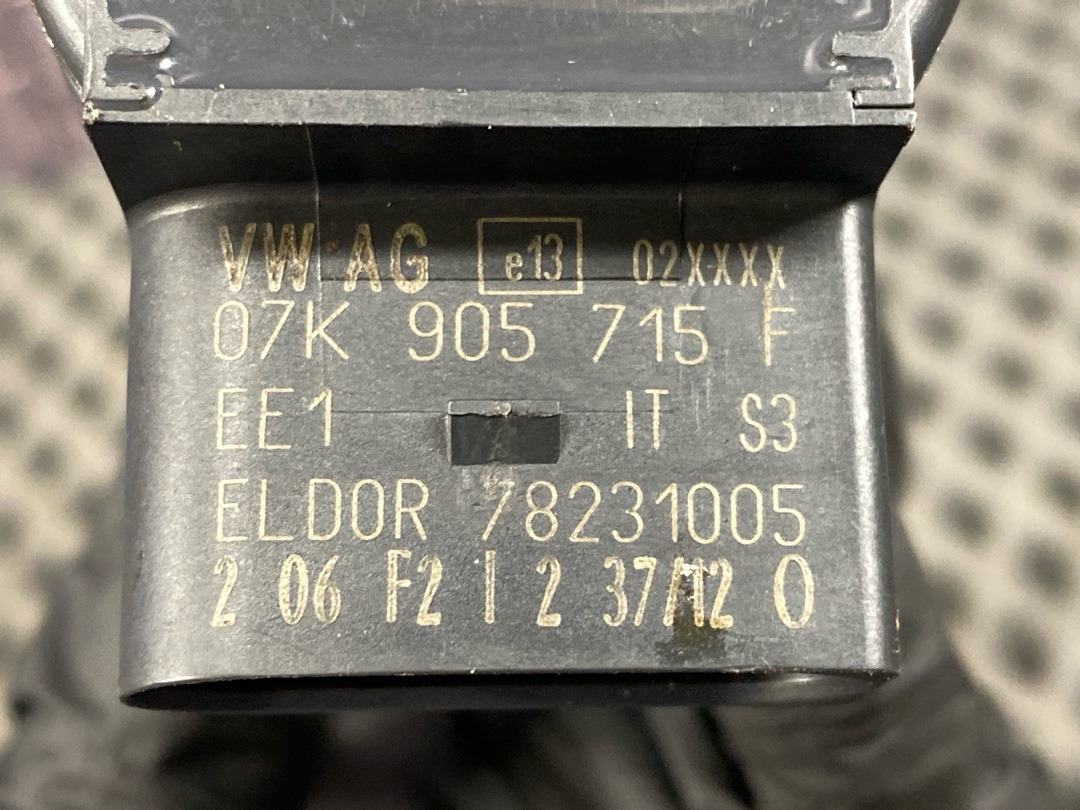 VW AG e13 02XXXX
07K 905 715 F
EE1 IT S3
ELDOR 78231005
2 06 F2 I 2 37/12 0